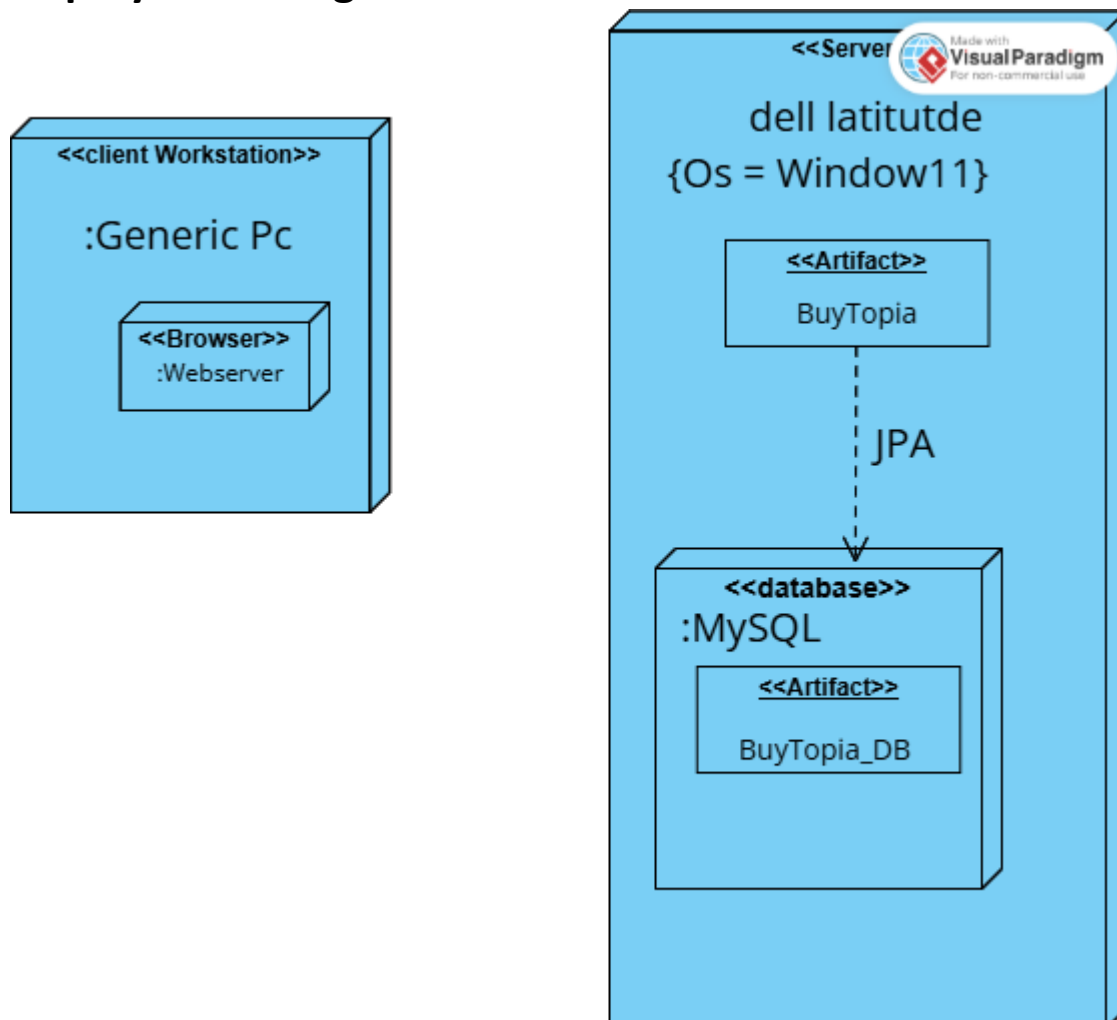 <<client Workstation>>
:Generic Pc
<<Browser>>
:Webserver
<<Server
Made with
Visual Paradigm
For non-commercial use
dell latitutde
{Os = Window11}
<<Artifact>>
BuyTopia
JPA
<<database>>
:MySQL
<<Artifact>>
BuyTopia_DB